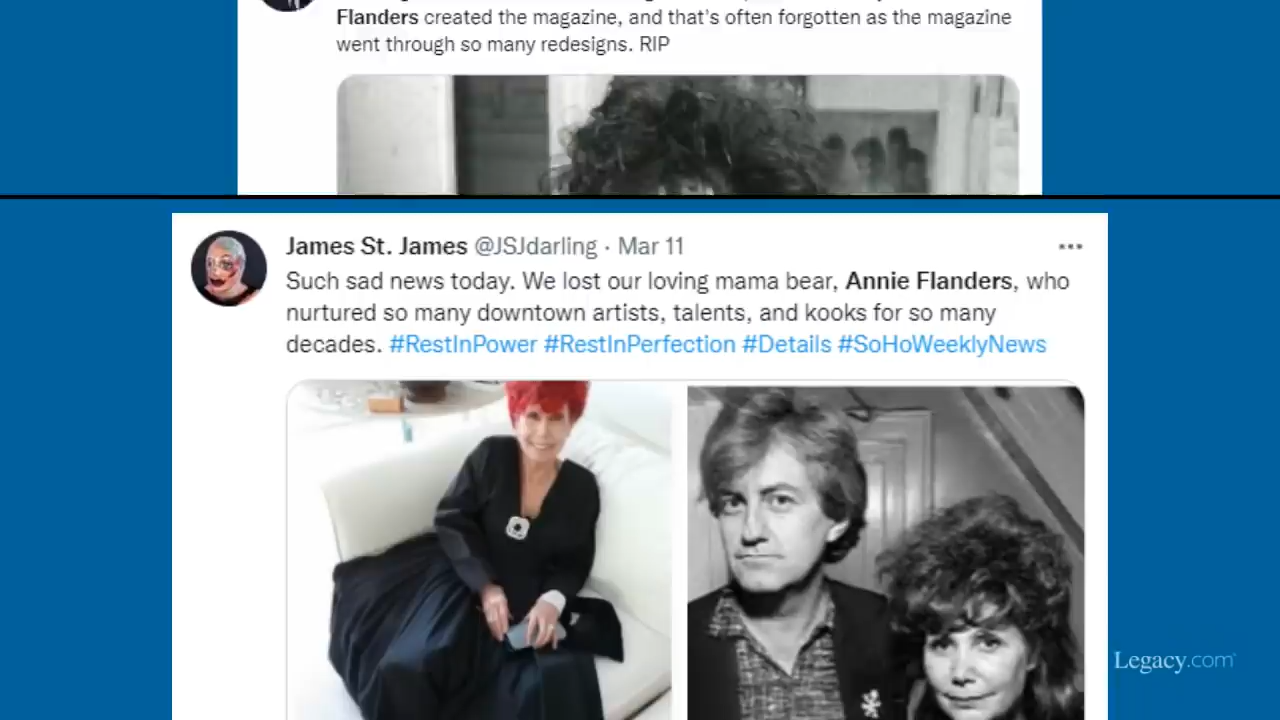 Flanders created the magazine, and that's often forgotten as the magazine
went through so many redesigns. RIP
James St. James @JSJdarling · Mar 11
Such sad news today. We lost our loving mama bear, Annie Flanders, who
nurtured so many downtown artists, talents, and kooks for so many
decades. #RestInPower #RestInPerfection #Details #SoHoWeeklyNews
Legacy.com